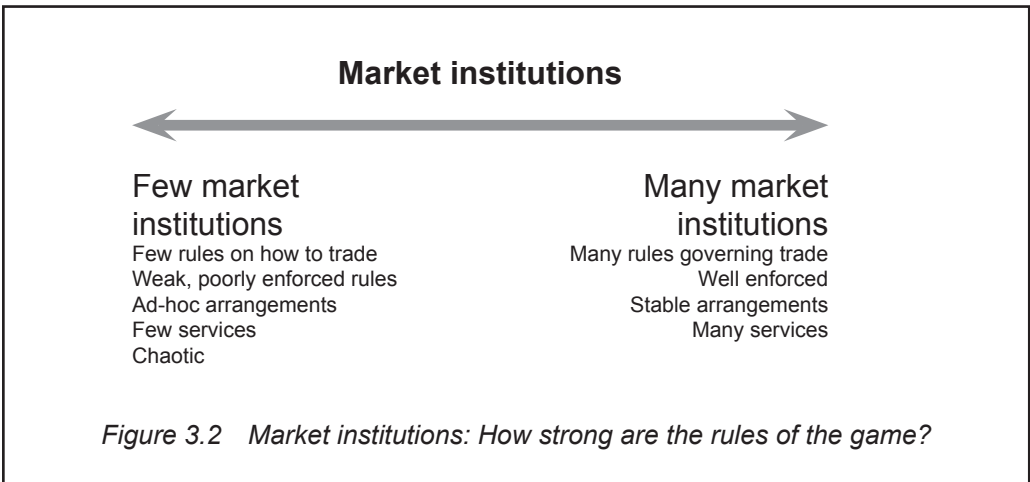 Market institutions
Few market
institutions
Few rules on how to trade
Weak, poorly enforced rules
Ad-hoc arrangements
Few services
Chaotic
Many market
institutions
Many rules governing trade
Well enforced
Stable arrangements
Many services
Figure 3.2 Market institutions: How strong are the rules of the game?